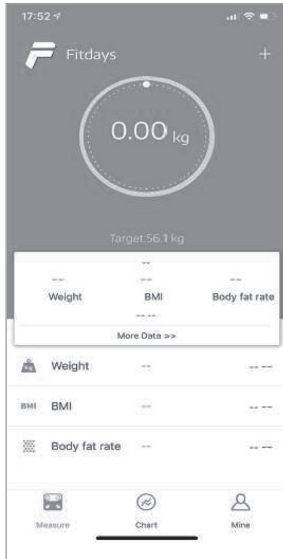 17:52
Fitdays
+
0.00 kg
Target:56.1 kg
--
-- -- --
Weight BMI Body fat rate
-- --
More Data >>
Weight -- -- --
BMI BMI -- -- --
Body fat rate -- -- --
Measure Chart Mine